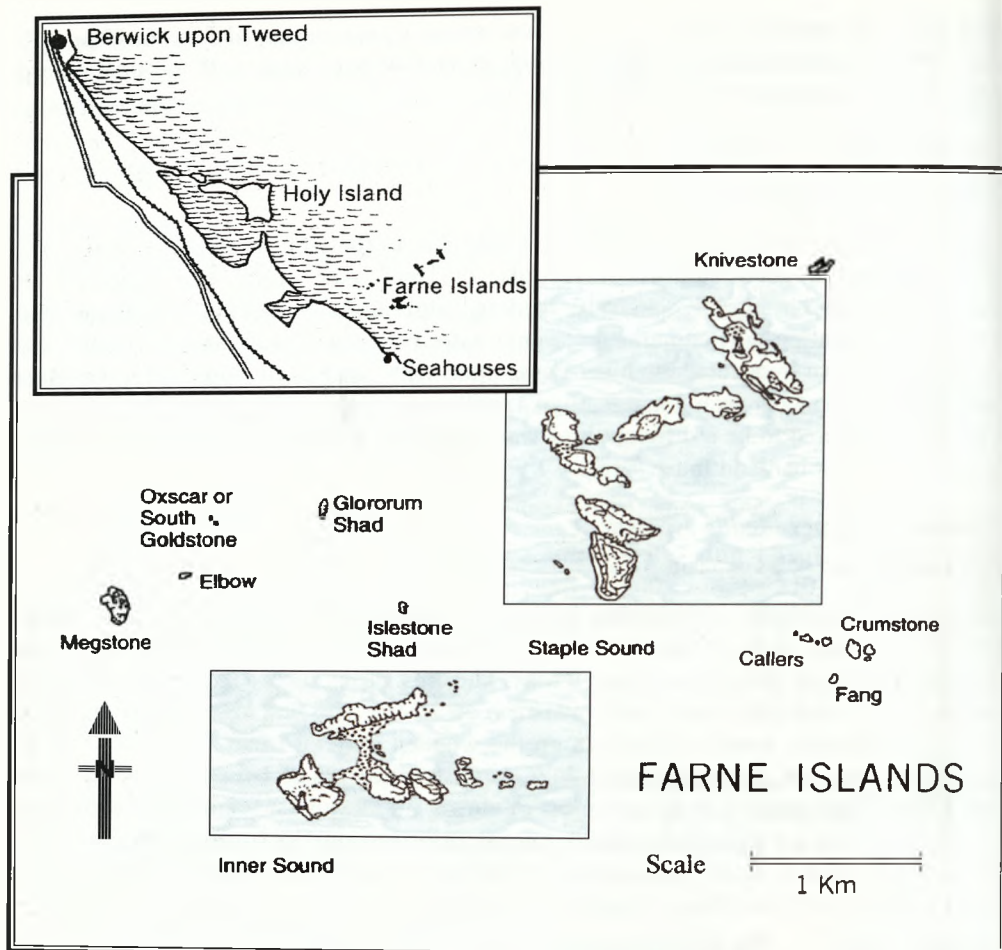 Berwick upon Tweed
Holy Island
Farne Islands
Seahouses
Knivestone
Oxscar or
South
Goldstone
Glororum
Shad
Elbow
Megstone
Islestone
Shad
Staple Sound
Crumstone
Callers
Fang
N
FARNE ISLANDS
Inner Sound
Scale
1 Km